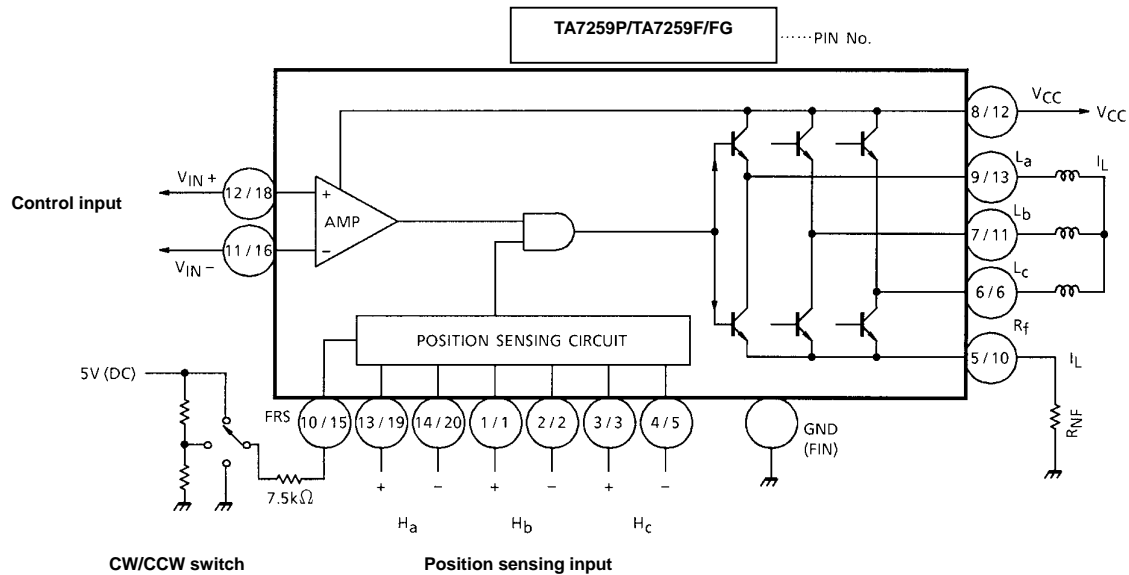 TA7259P/TA7259F/FG
······PIN No.
VCC
8/12
VCC
La
IL
9/13
VIN +
12/18
Control input
+
AMP
−
Lb
7/11
11/16
VIN −
Lc
6/6
Rf
POSITION SENSING CIRCUIT
5/10
IL
5V (DC)
FRS
10/15
13/19
14/20
1/1
2/2
3/3
4/5
GND
(FIN)
RNF
7.5kΩ
+
−
+
−
+
−
Ha
Hb
Hc
CW/CCW switch
Position sensing input